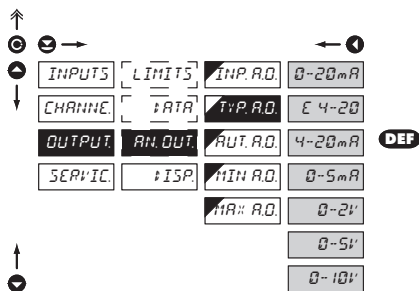 INPUTS LIMITS INP. A.O. 0-20mA
CHANNE. DATA TYP. A.O. E 4-20
OUTPUT. AN. OUT. AUT. A.O. 4-20mA DEF
SERVIC. DISP. MIN A.O. 0-5mA
MAX A.O. 0-2V
0-5V
0-10V